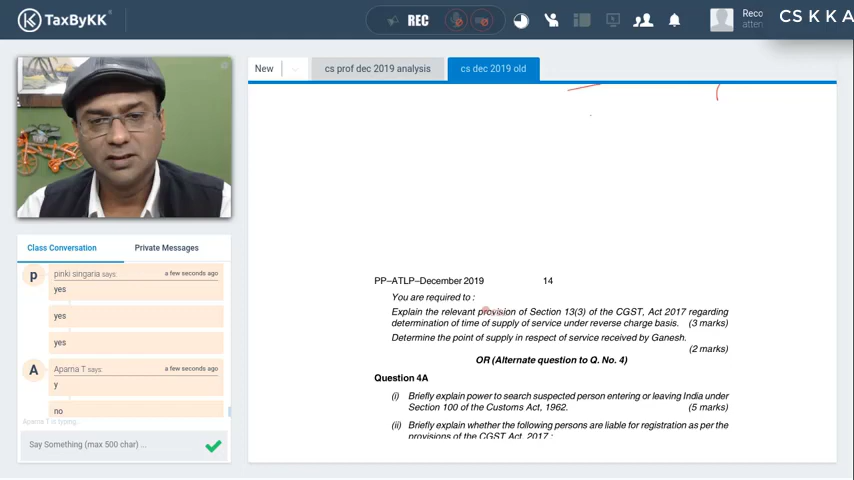 TaxByKK
REC
Reco
atten
CS K K A
New
cs prof dec 2019 analysis
cs dec 2019 old
PP–ATLP–December 2019 14
You are required to :
Explain the relevant provision of Section 13(3) of the CGST, Act 2017 regarding
determination of time of supply of service under reverse charge basis. (3 marks)
Determine the point of supply in respect of service received by Ganesh.
(2 marks)
OR (Alternate question to Q. No. 4)
Question 4A
(i) Briefly explain power to search suspected person entering or leaving India under
Section 100 of the Customs Act, 1962. (5 marks)
(ii) Briefly explain whether the following persons are liable for registration as per the
provisions of the CGST Act, 2017 :
Class Conversation
Private Messages
p
pinki singaria says:
a few seconds ago
yes
yes
yes
A
Aparna T says:
a few seconds ago
y
no
Aparna T is typing.
Say Something (max 500 char) ...